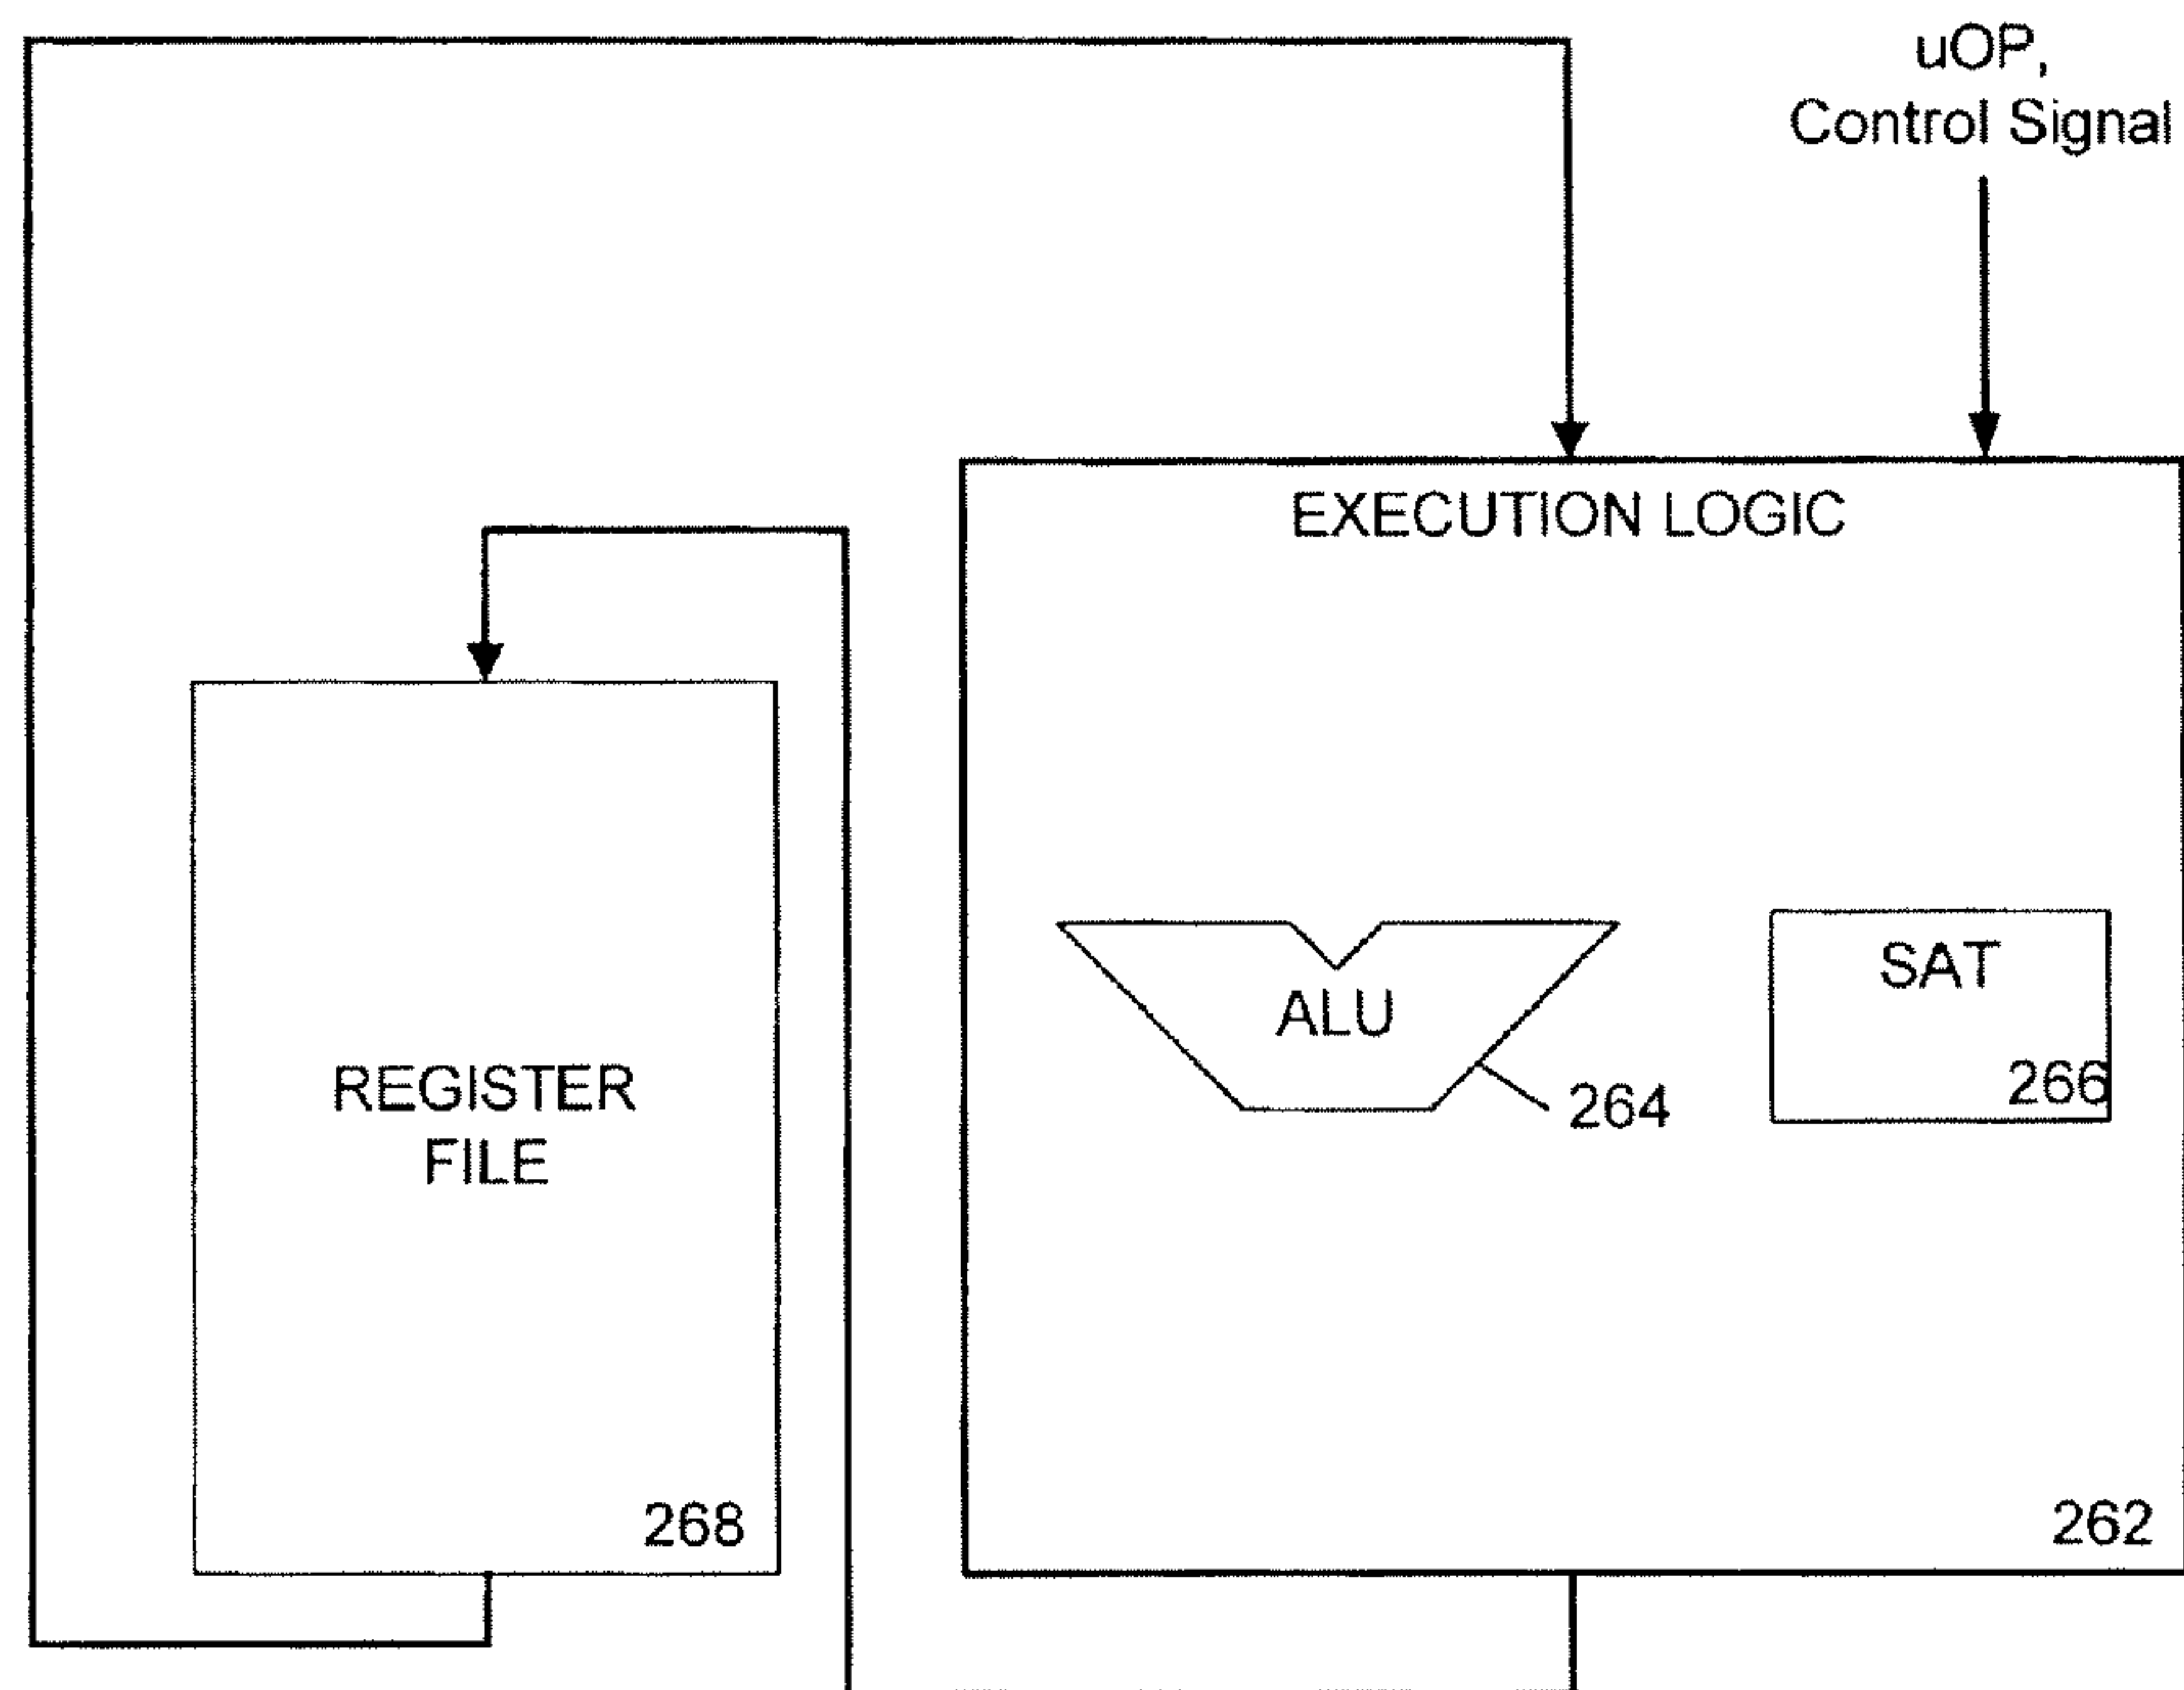 uOP,
Control Signal
EXECUTION LOGIC
ALU
264
SAT
266
REGISTER
FILE
268
262